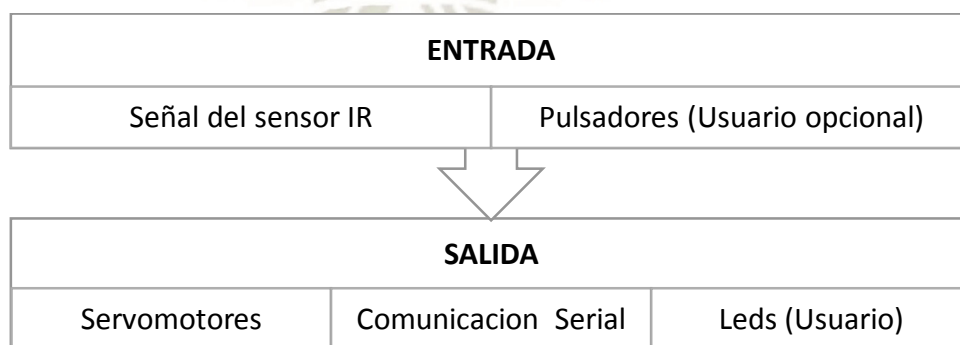 ENTRADA
Señal del sensor IR
Pulsadores (Usuario opcional)
SALIDA
Servomotores
Comunicacion Serial
Leds (Usuario)